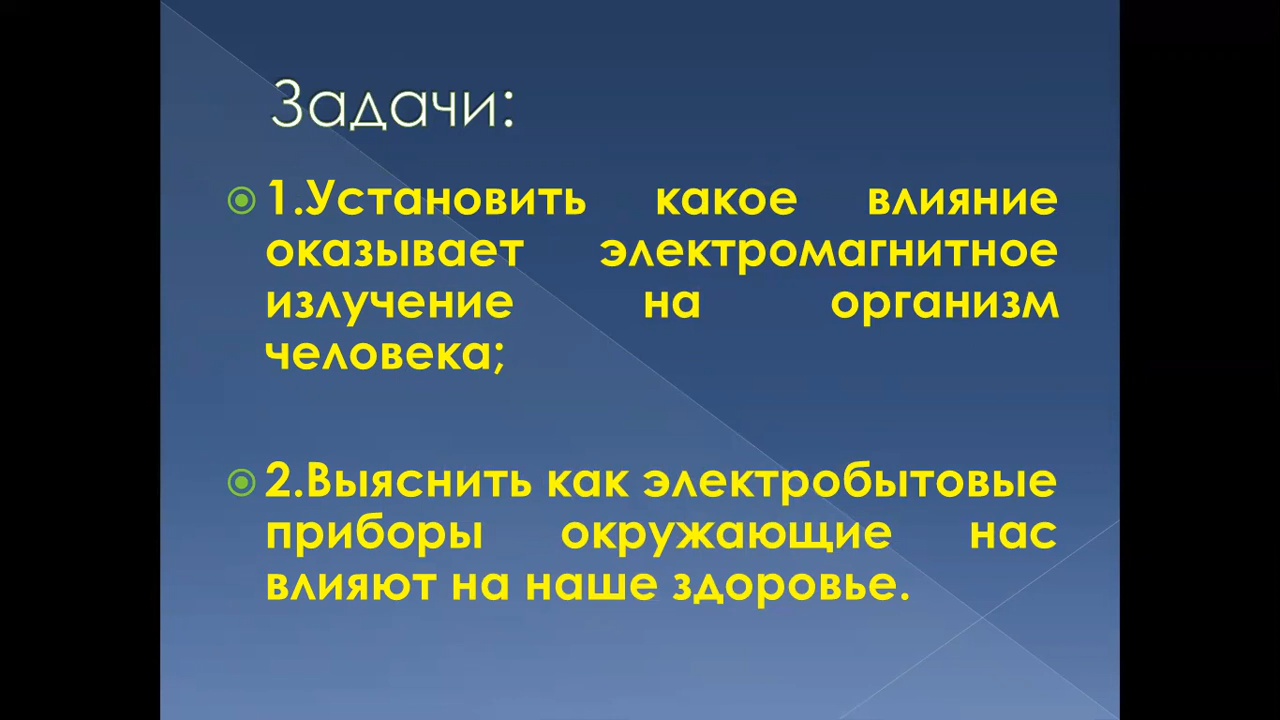 Задачи:
1.Установить какое влияние
оказывает электромагнитное
излучение на организм
человека;
2.Выяснить как электробытовые
приборы окружающие нас
влияют на наше здоровье.